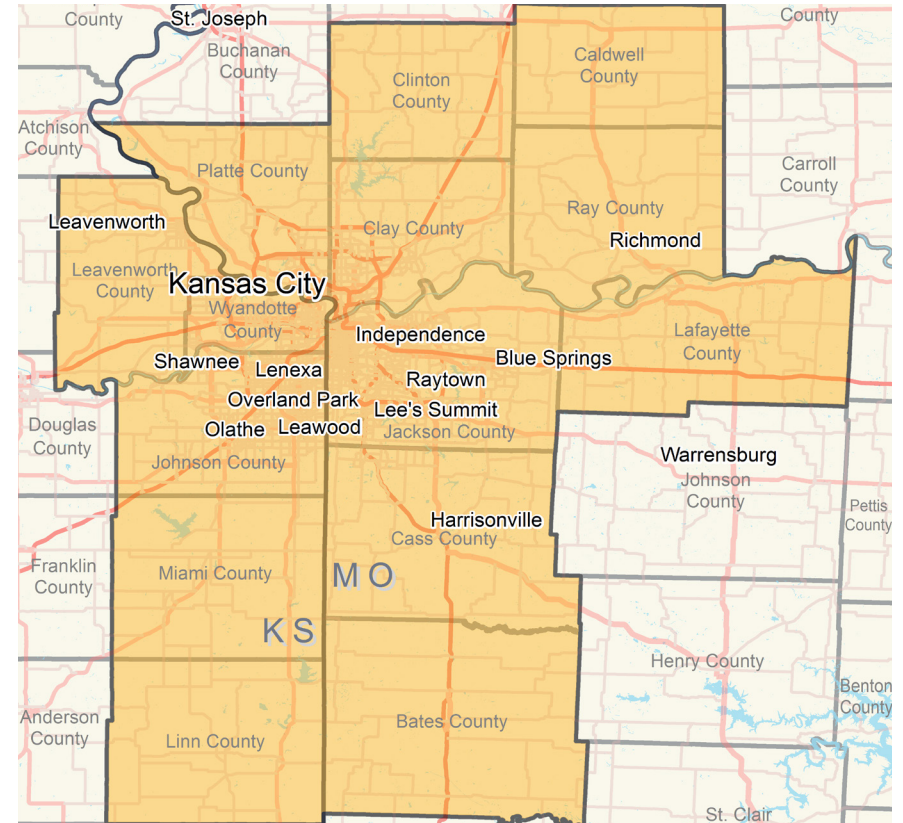 County
St. Joseph
County
Buchanan
County
Clinton
County
Caldwell
County
Atchison
County
Platte County
Carroll
County
Leavenworth
Clay County
Ray County
Richmond
Leavenworth
County
Kansas City
Wyandotte
County
Independence
Lafayette
County
Shawnee
Blue Springs
Lenexa
Raytown
Overland Park
Lee's Summit
Olathe
Leawood
Jackson County
Douglas
County
Johnson County
Warrensburg
Johnson
County
Pettis
County
Harrisonville
Cass County
Franklin
County
Miami County
MO
KS
Henry County
Benton
County
Anderson
County
Linn County
Bates County
St. Clair